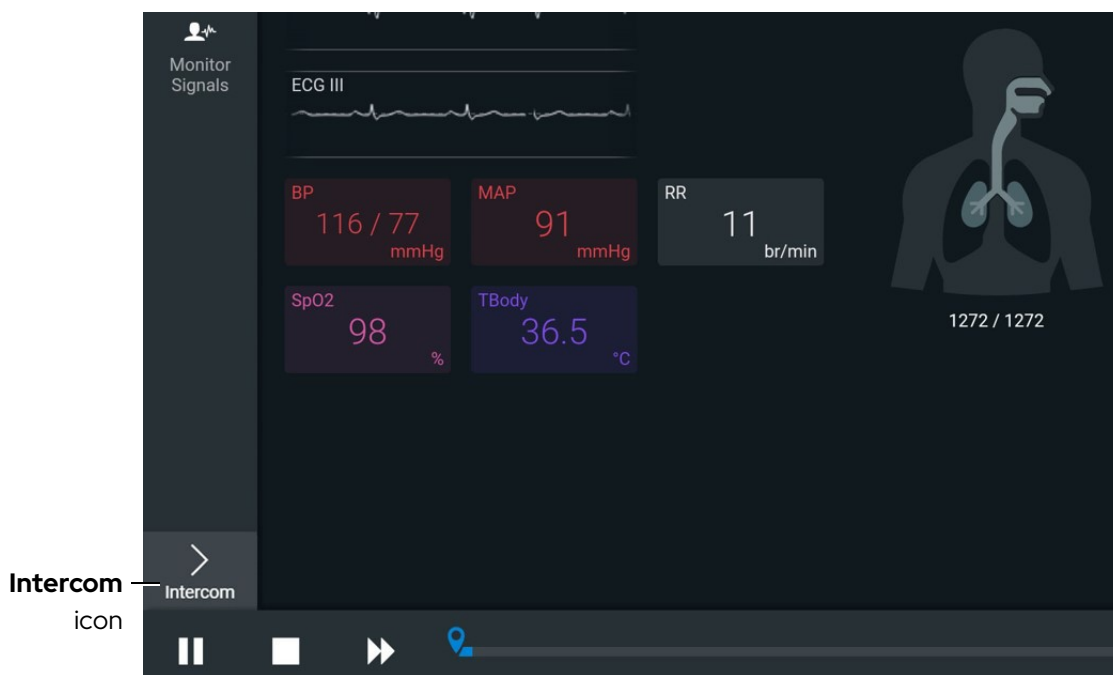 Monitor
Signals
ECG III
BP
116 / 77
mmHg
MAP
91
mmHg
RR
11
br/min
SpO2
98
%
TBody
36.5
°C
1272 / 1272
Intercom
icon
Intercom